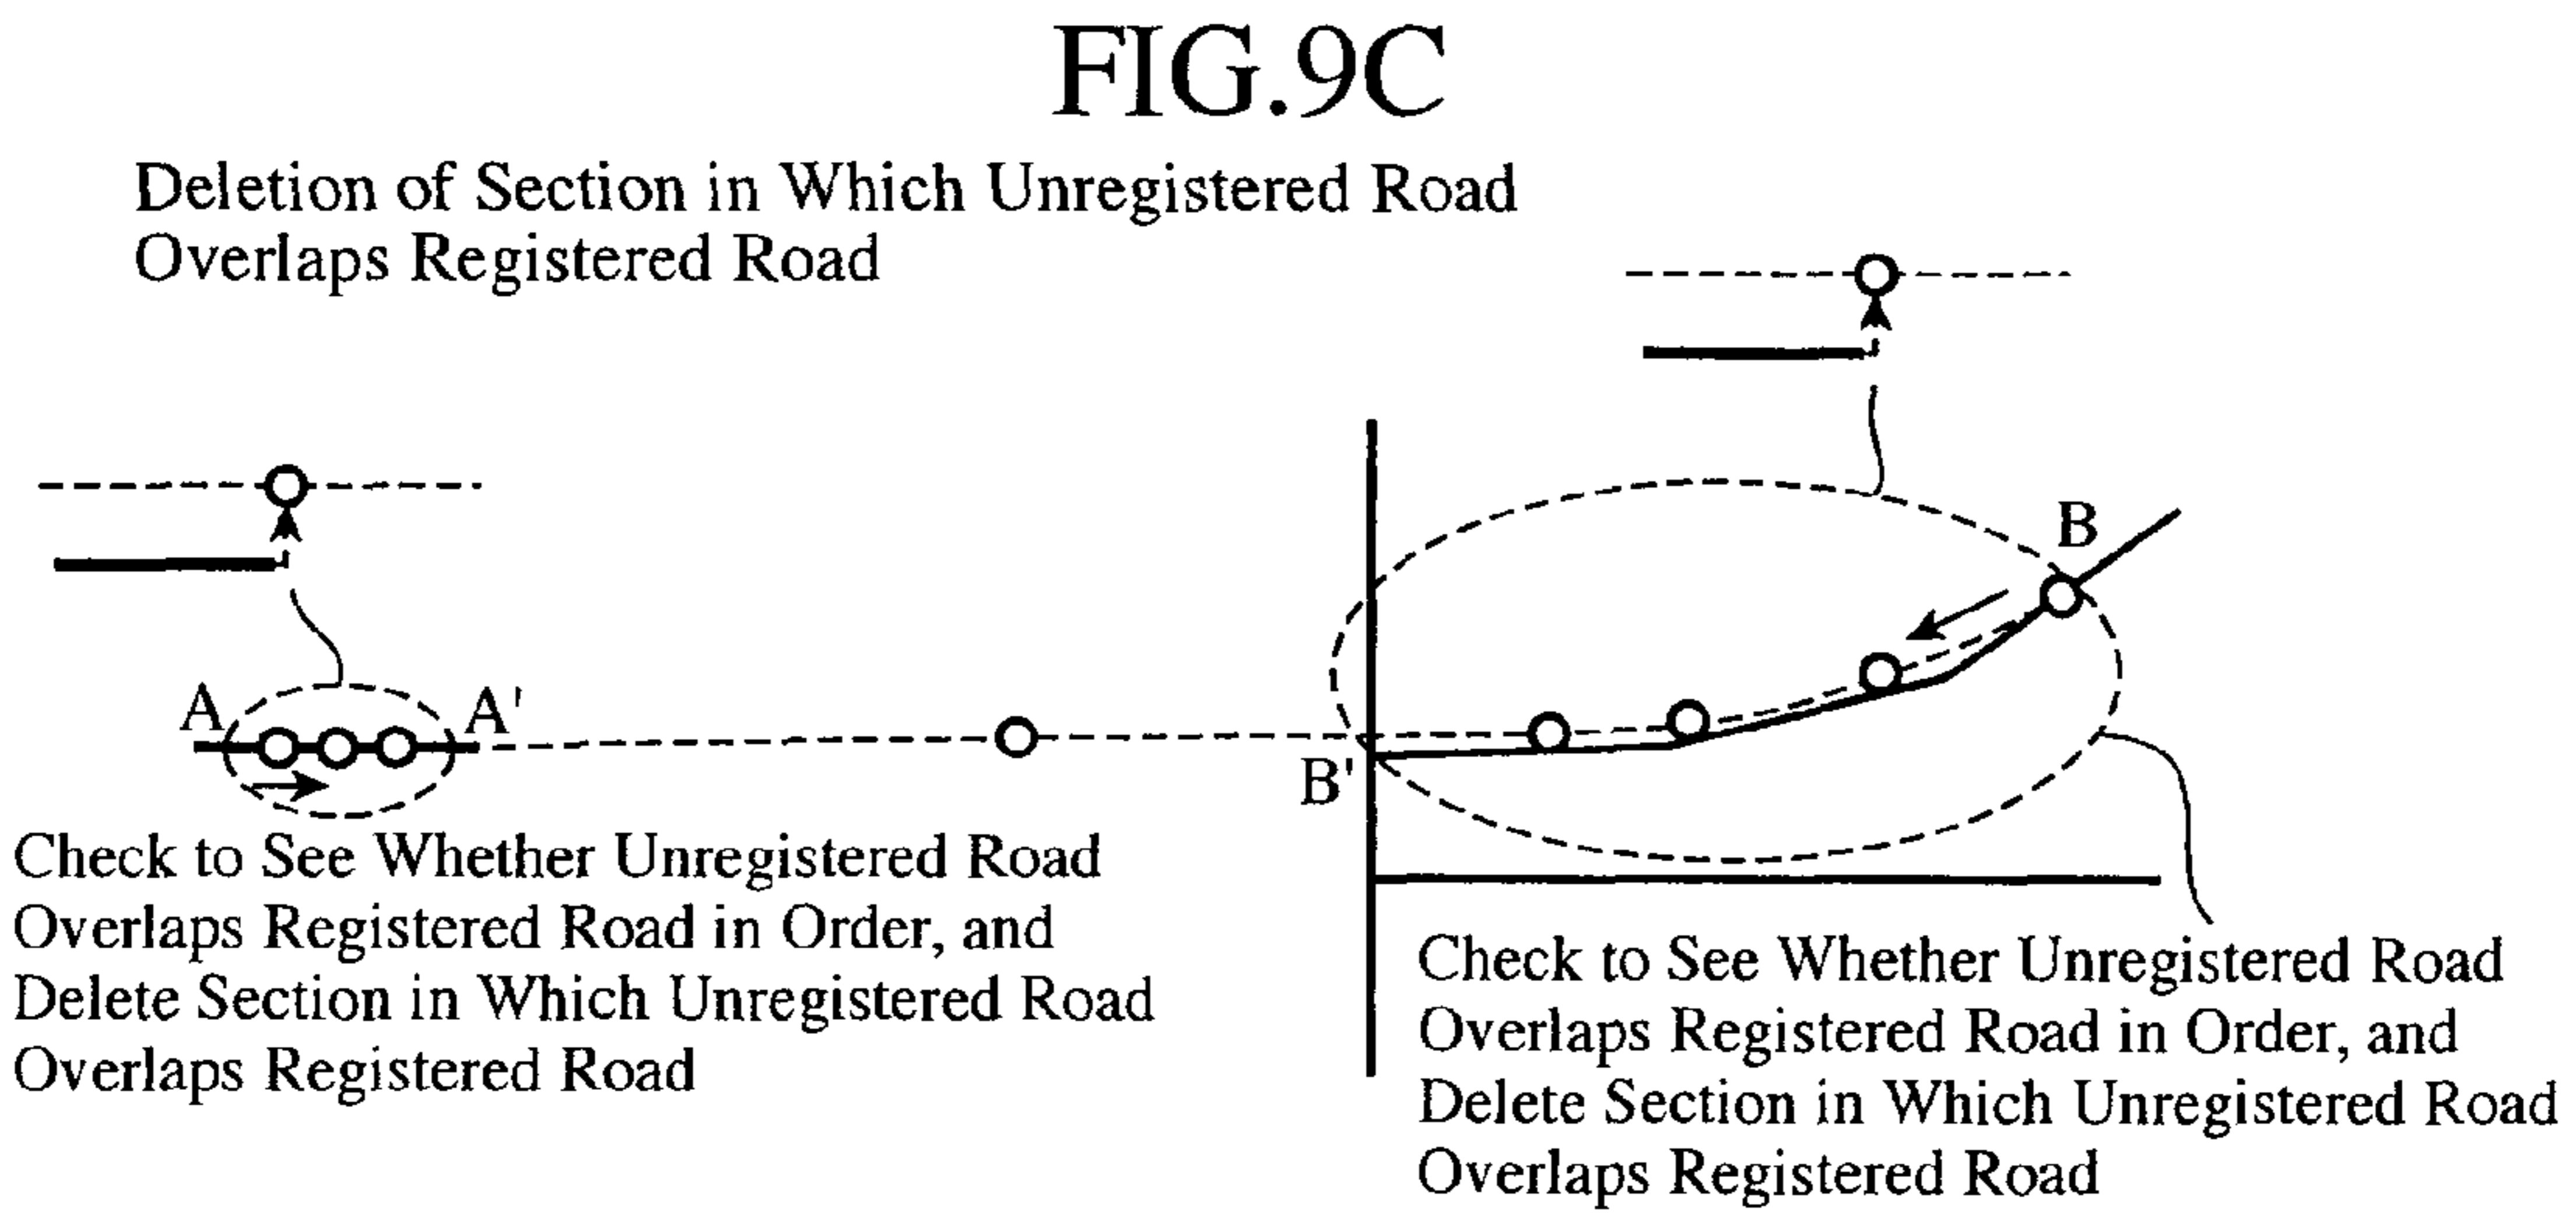 FIG.9C
Deletion of Section in Which Unregistered Road
Overlaps Registered Road
B
A
A'
B'
Check to See Whether Unregistered Road
Overlaps Registered Road in Order, and
Delete Section in Which Unregistered Road
Overlaps Registered Road
Check to See Whether Unregistered Road
Overlaps Registered Road in Order, and
Delete Section in Which Unregistered Road
Overlaps Registered Road